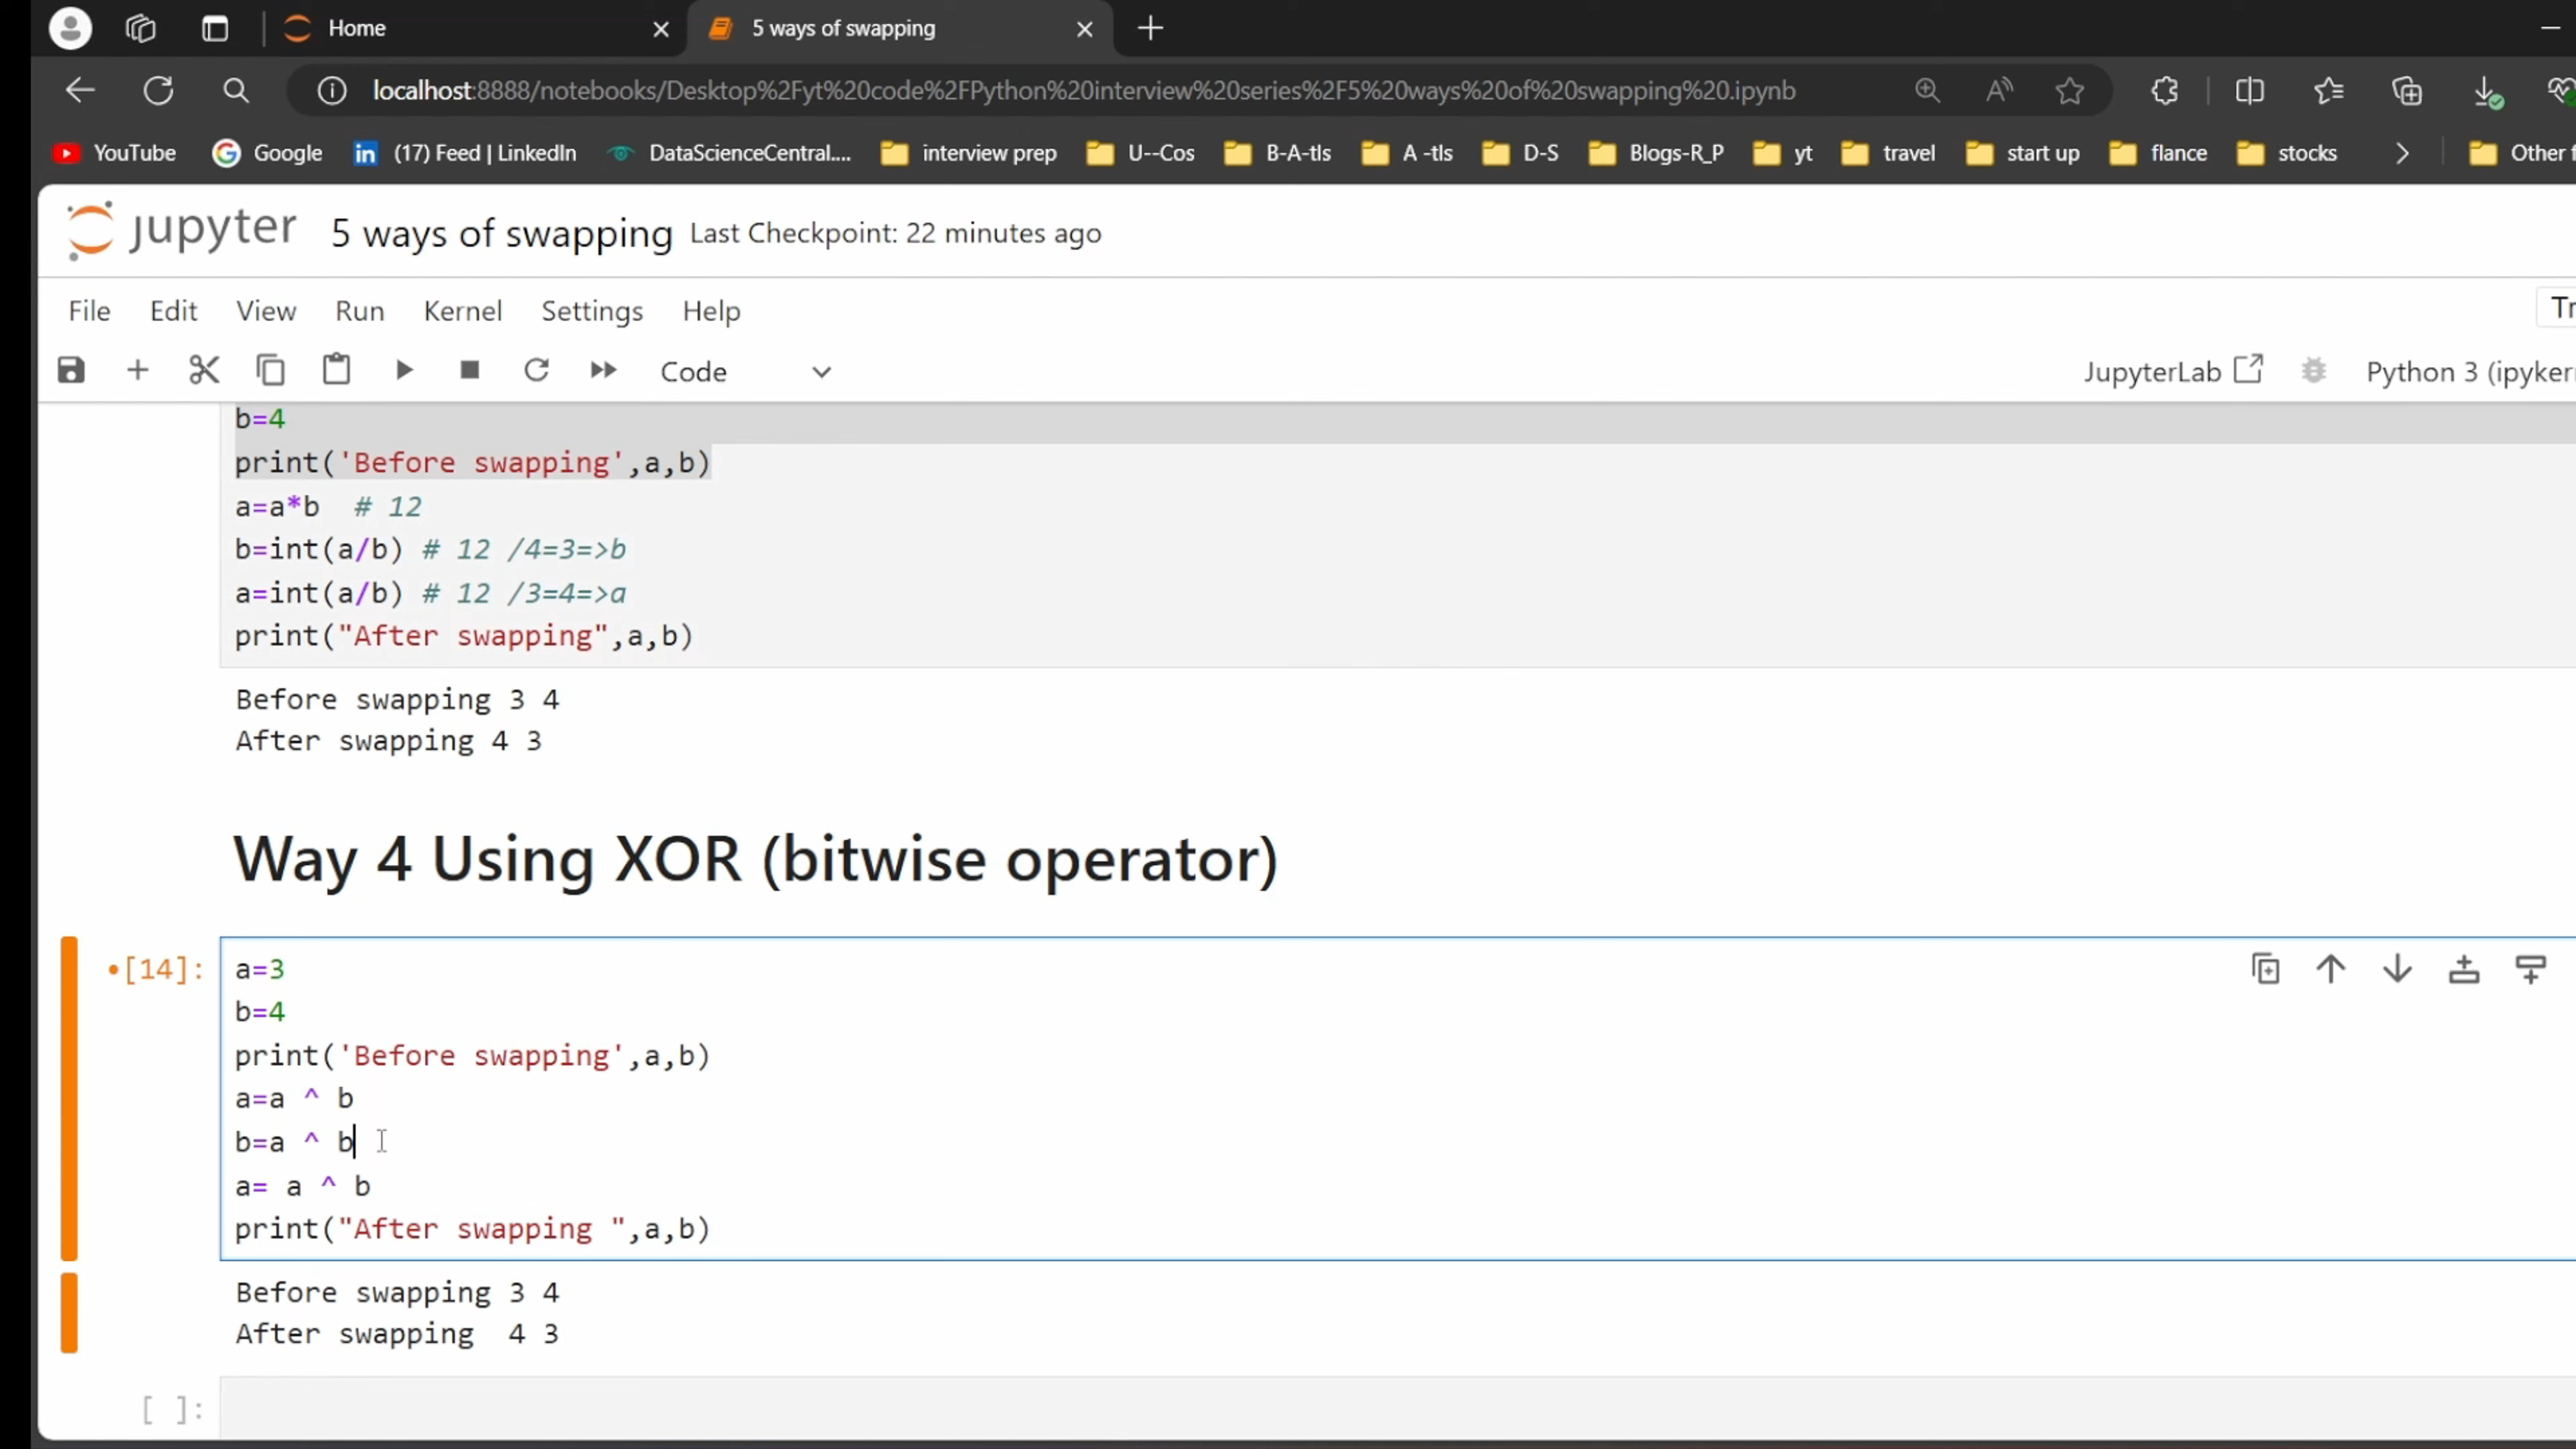 Home
5 ways of swapping
localhost:8888/notebooks/Desktop%2Fyt%20code%2FPython%20interview%20series%2F5%20ways%20of%20swapping%20.ipynb
YouTube Google (17) Feed | LinkedIn DataScienceCentral.... interview prep U--Cos B-A-tls A -tls D-S Blogs-R_P yt travel start up flance stocks Other f
jupyter 5 ways of swapping Last Checkpoint: 22 minutes ago
File Edit View Run Kernel Settings Help Tr
Code JupyterLab Python 3 (ipyker
b=4
print('Before swapping',a,b)
a=a*b # 12
b=int(a/b) # 12 /4=3=>b
a=int(a/b) # 12 /3=4=>a
print("After swapping",a,b)
Before swapping 3 4
After swapping 4 3
Way 4 Using XOR (bitwise operator)
•[14]: a=3
b=4
print('Before swapping',a,b)
a=a ^ b
b=a ^ b
a= a ^ b
print("After swapping ",a,b)
Before swapping 3 4
After swapping  4 3
[ ]: